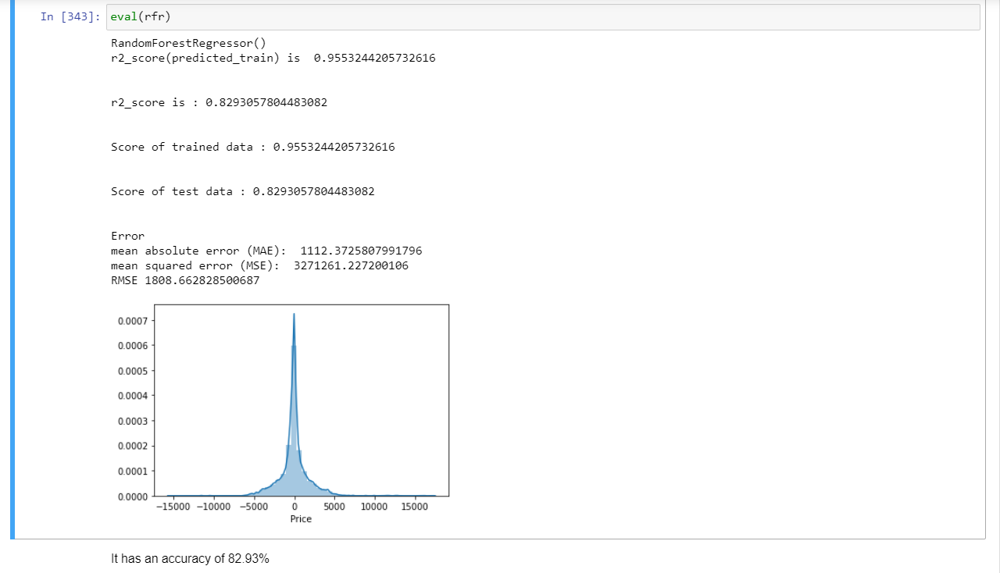 In [343]: eval(rfr)
RandomForestRegressor()
r2_score(predicted_train) is  0.9553244205732616
r2_score is : 0.8293057804483082
Score of trained data : 0.9553244205732616
Score of test data : 0.8293057804483082
Error
mean absolute error (MAE):  1112.3725807991796
mean squared error (MSE):  3271261.227200106
RMSE 1808.662828500687
0.0007
0.0006
0.0005
0.0004
0.0003
0.0002
0.0001
0.0000
−15000 −10000 −5000 0 5000 10000 15000
Price
It has an accuracy of 82.93%